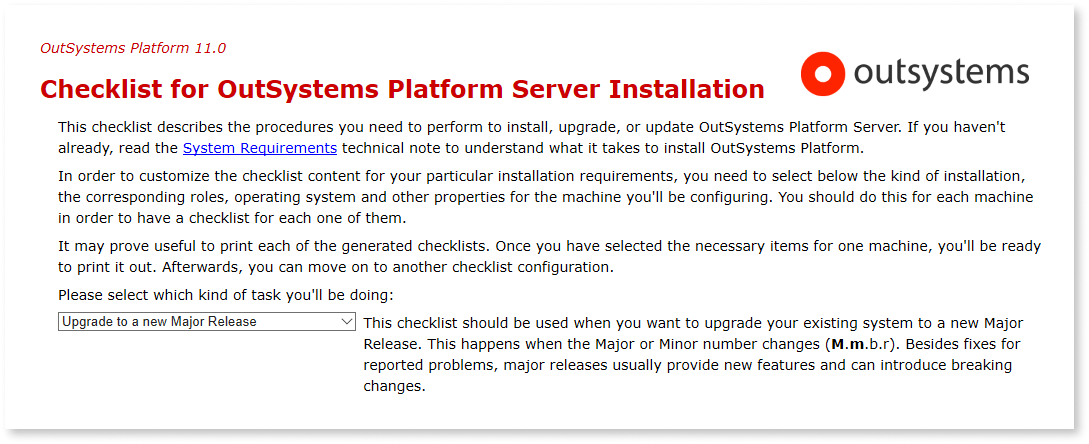 OutSystems Platform 11.0
outsystems
Checklist for OutSystems Platform Server Installation
This checklist describes the procedures you need to perform to install, upgrade, or update OutSystems Platform Server. If you haven't
already, read the System Requirements technical note to understand what it takes to install OutSystems Platform.
In order to customize the checklist content for your particular installation requirements, you need to select below the kind of installation,
the corresponding roles, operating system and other properties for the machine you'll be configuring. You should do this for each machine
in order to have a checklist for each one of them.
It may prove useful to print each of the generated checklists. Once you have selected the necessary items for one machine, you'll be ready
to print it out. Afterwards, you can move on to another checklist configuration.
Please select which kind of task you'll be doing:
Upgrade to a new Major Release
This checklist should be used when you want to upgrade your existing system to a new Major
Release. This happens when the Major or Minor number changes (M.m.b.r). Besides fixes for
reported problems, major releases usually provide new features and can introduce breaking
changes.